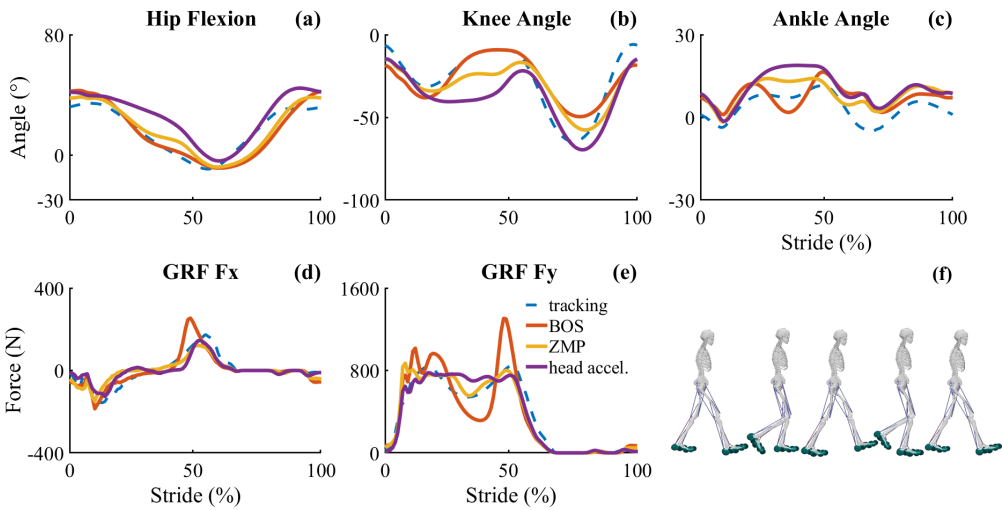 Hip Flexion (a)
80
0
-30
Angle (°)
0 50 100
Knee Angle (b)
0
-50
-100
0 50 100
Ankle Angle (c)
30
0
-30
0 50 100
Stride (%)
GRF Fx (d)
400
0
-400
Force (N)
0 50 100
Stride (%)
GRF Fy (e)
1600
800
0
tracking
BOS
ZMP
head accel.
0 50 100
Stride (%)
(f)